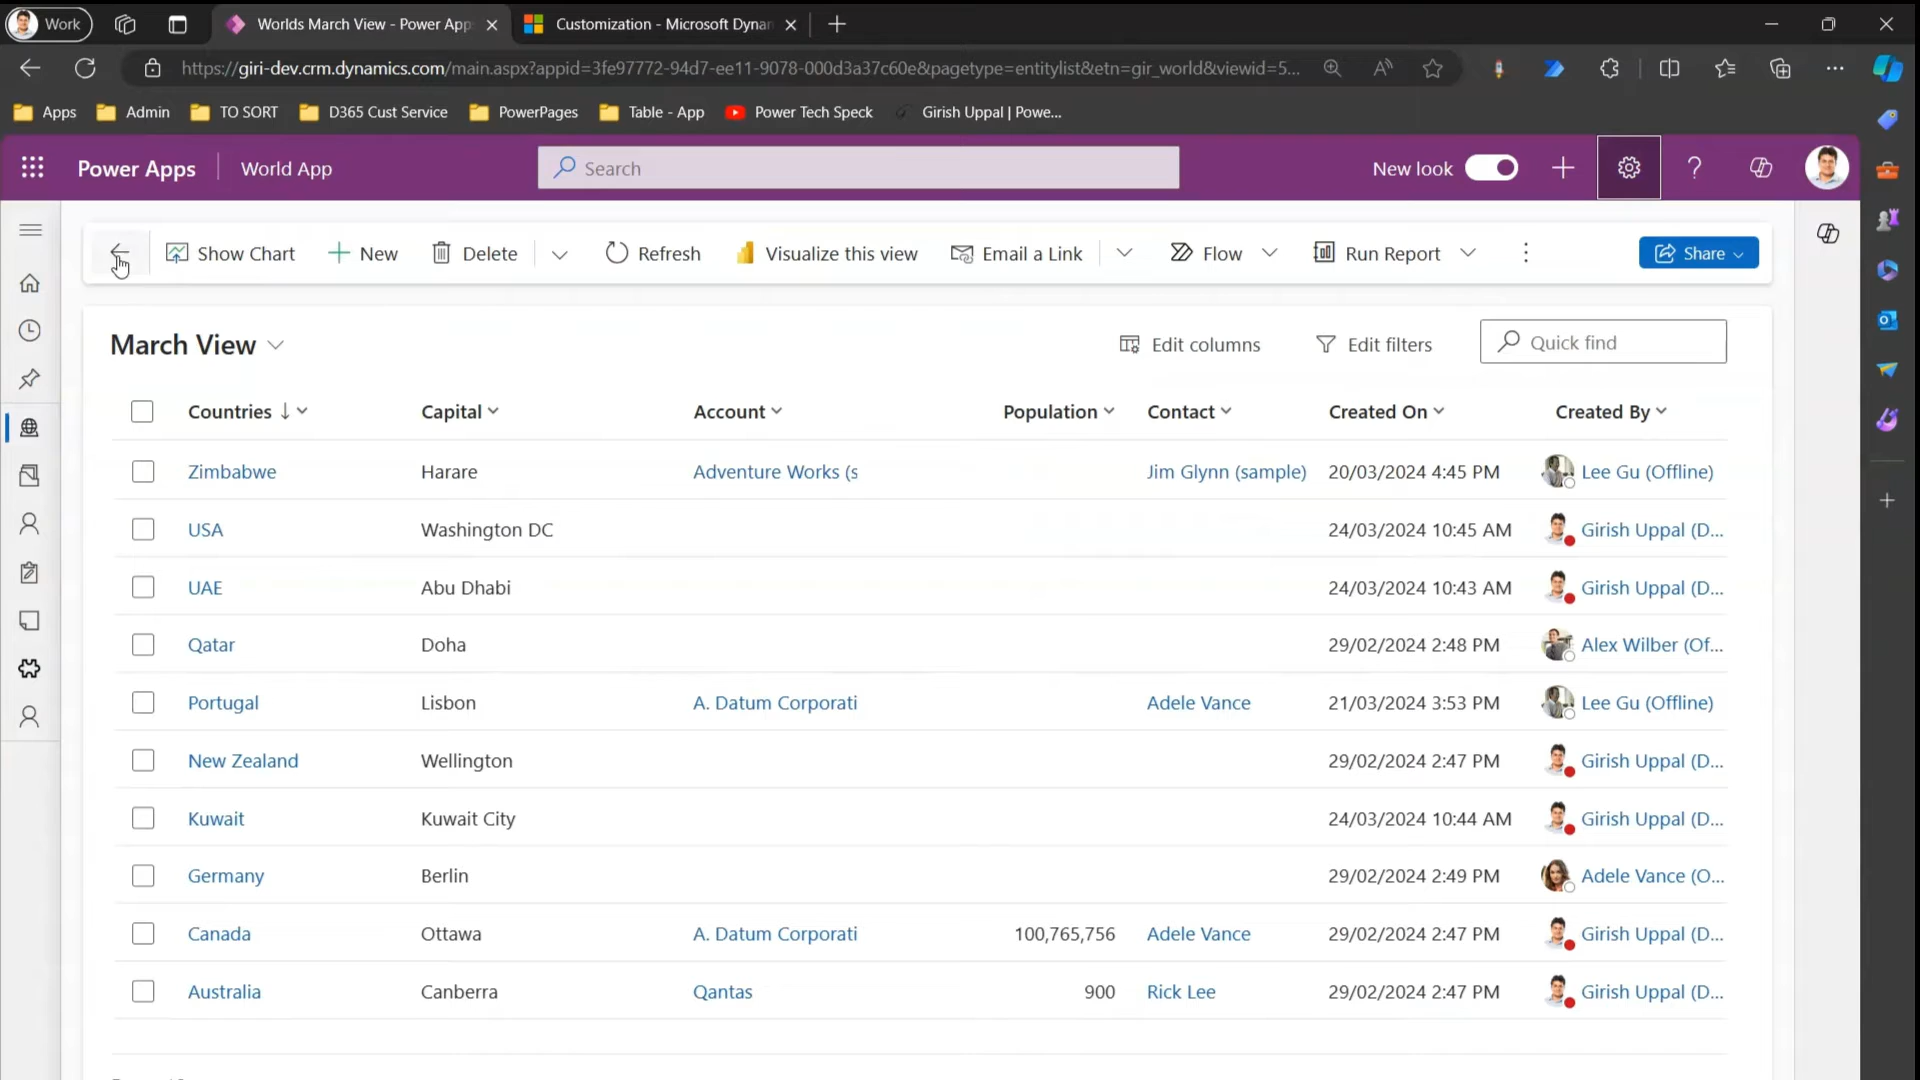 Work
Worlds March View - Power App
Customization - Microsoft Dynan
https://giri-dev.crm.dynamics.com/main.aspx?appid=3fe97772-94d7-ee11-9078-000d3a37c60e&pagetype=entitylist&etn=gir_world&viewid=5...
Apps Admin TO SORT D365 Cust Service PowerPages Table - App Power Tech Speck Girish Uppal | Powe...
Power Apps World App Search New look
Show Chart New Delete Refresh Visualize this view Email a Link Flow Run Report Share
March View Edit columns Edit filters Quick find
Countries Capital Account Population Contact Created On Created By
Zimbabwe Harare Adventure Works (s Jim Glynn (sample) 20/03/2024 4:45 PM Lee Gu (Offline)
USA Washington DC 24/03/2024 10:45 AM Girish Uppal (D...
UAE Abu Dhabi 24/03/2024 10:43 AM Girish Uppal (D...
Qatar Doha 29/02/2024 2:48 PM Alex Wilber (Of...
Portugal Lisbon A. Datum Corporati Adele Vance 21/03/2024 3:53 PM Lee Gu (Offline)
New Zealand Wellington 29/02/2024 2:47 PM Girish Uppal (D...
Kuwait Kuwait City 24/03/2024 10:44 AM Girish Uppal (D...
Germany Berlin 29/02/2024 2:49 PM Adele Vance (O...
Canada Ottawa A. Datum Corporati 100,765,756 Adele Vance 29/02/2024 2:47 PM Girish Uppal (D...
Australia Canberra Qantas 900 Rick Lee 29/02/2024 2:47 PM Girish Uppal (D...